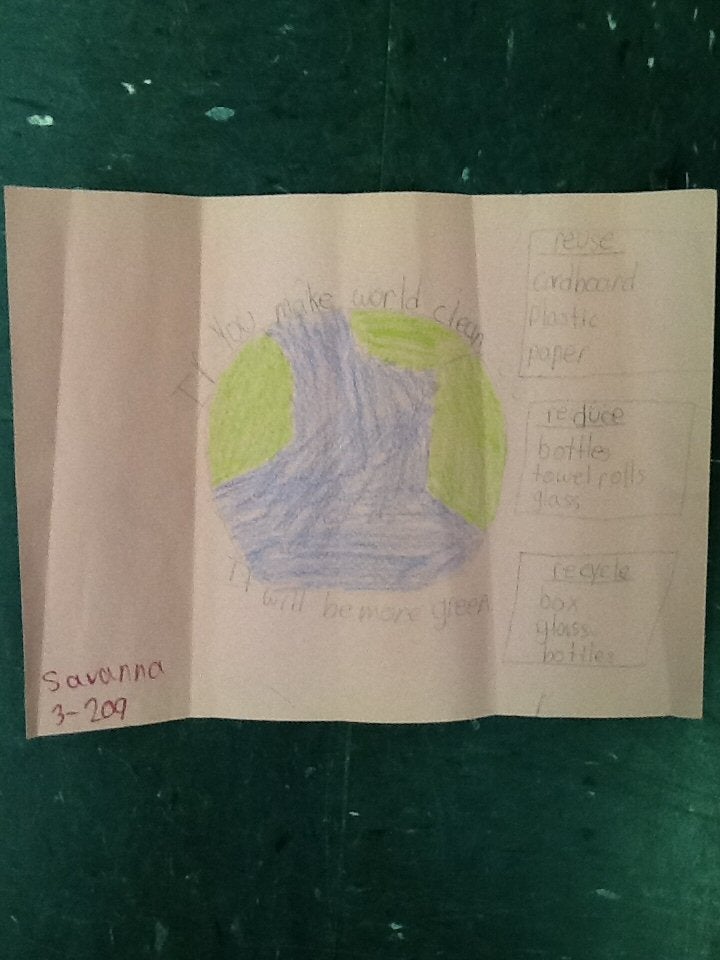 If you make world clean
It will be more green
reuse
cardboard
plastic
paper
reduce
bottles
towel rolls
glass
recycle
box
glass
bottles
Savanna
3-209